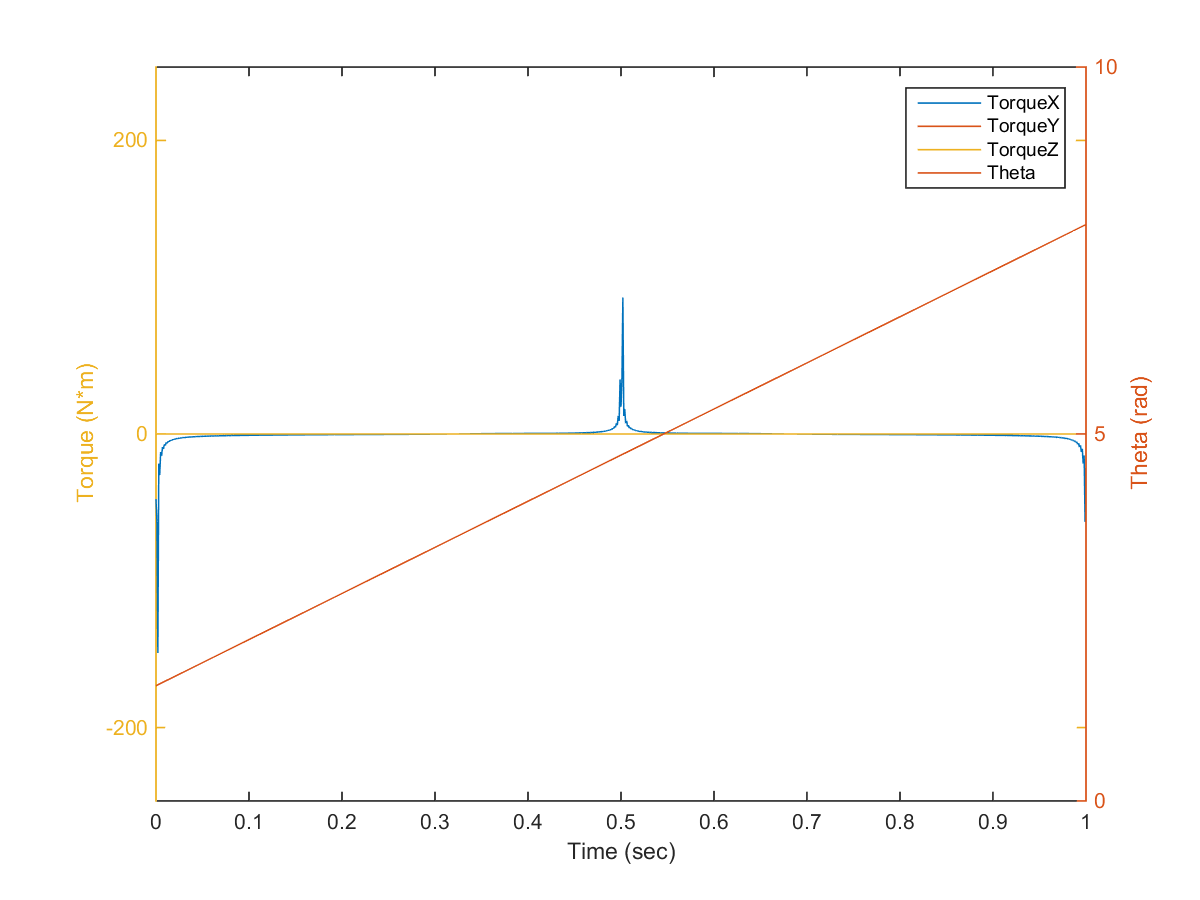 10
TorqueX
TorqueY
TorqueZ
Theta
200
0
-200
Torque (N*m)
5
0
Theta (rad)
0 0.1 0.2 0.3 0.4 0.5 0.6 0.7 0.8 0.9 1
Time (sec)